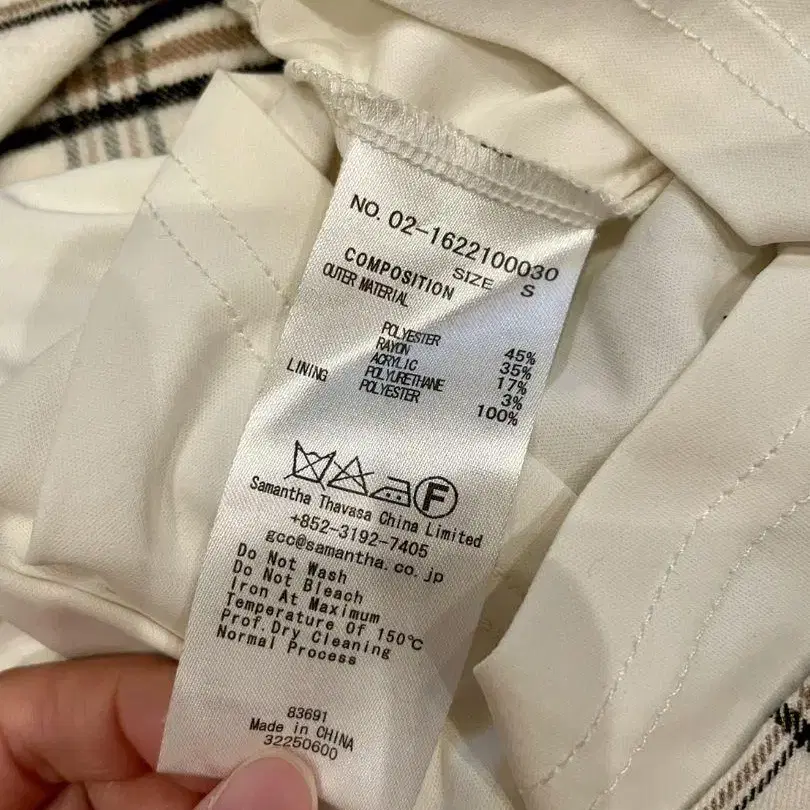 NO. 02-1622100030
SIZE S
COMPOSITION
OUTER MATERIAL
POLYESTER 45%
RAYON 35%
ACRYLIC 17%
POLYURETHANE 3%
LINING POLYESTER 100%
F
Samantha Thavasa China Limited
+852-3192-7405
gcc@samantha.co.jp
Do Not Wash
Do Not Bleach
Iron At Maximum
Temperature Of 150℃
Prof.Dry Cleaning
Normal Process
83691
Made in CHINA
32250600